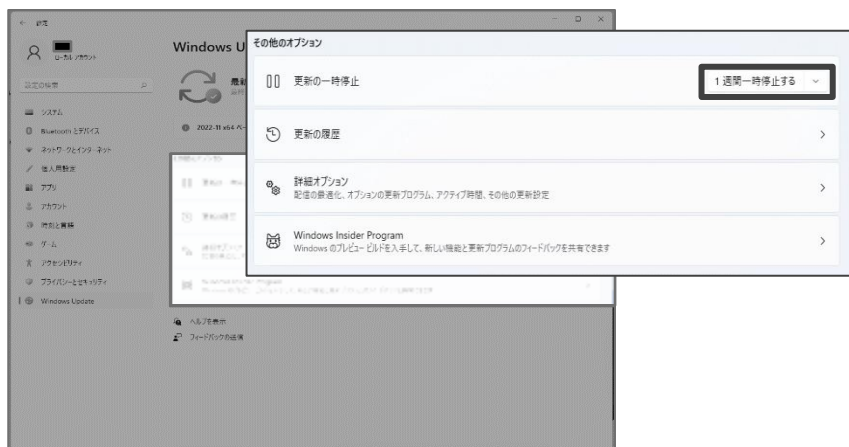 ← 設定
ローカル アカウント
設定の検索
システム
Bluetooth とデバイス
ネットワークとインターネット
個人用設定
アプリ
アカウント
時刻と言語
ゲーム
アクセシビリティ
プライバシーとセキュリティ
Windows Update
Windows U
最新
2022-11 x64 ベー
その他のオプション
更新の一時停止
1 週間一時停止する
更新の履歴
詳細オプション
配信の最適化、オプションの更新プログラム、アクティブ時間、その他の更新設定
Windows Insider Program
Windows のプレビュー ビルドを入手して、新しい機能と更新プログラムのフィードバックを共有できます
ヘルプを表示
フィードバックの送信